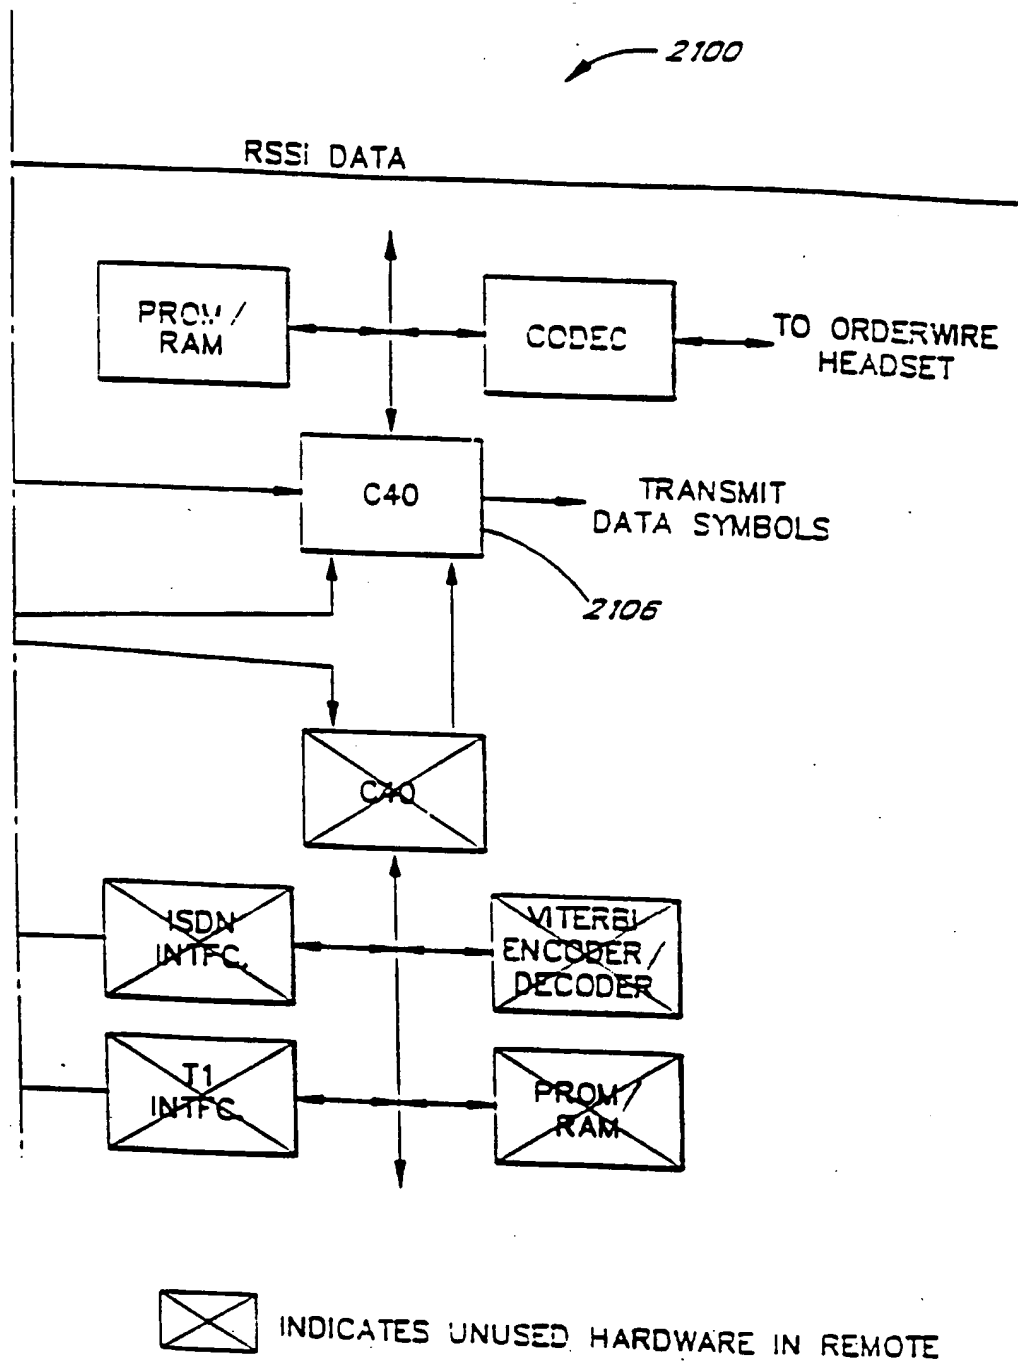 2100
RSSI DATA
PROM /
RAM
CODEC
TO ORDERWIRE
HEADSET
C40
TRANSMIT
DATA SYMBOLS
2106
C40
ISDN
INTFC.
VITERBI
ENCODER /
DECODER
T1
INTFC.
PROM /
RAM
INDICATES UNUSED HARDWARE IN REMOTE